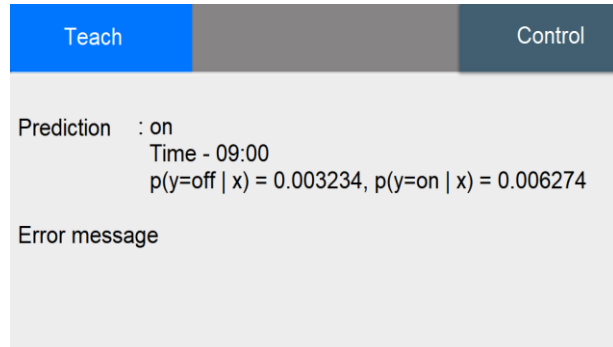 Teach
Control
Prediction : on
Time - 09:00
p(y=off | x) = 0.003234, p(y=on | x) = 0.006274
Error message